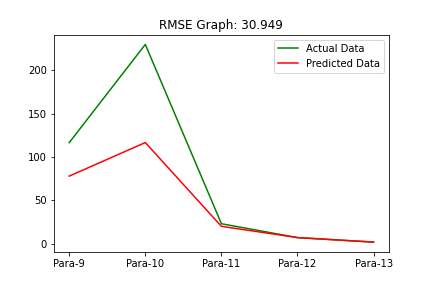 RMSE Graph: 30.949
Actual Data
Predicted Data
200
150
100
50
0
Para-9 Para-10 Para-11 Para-12 Para-13